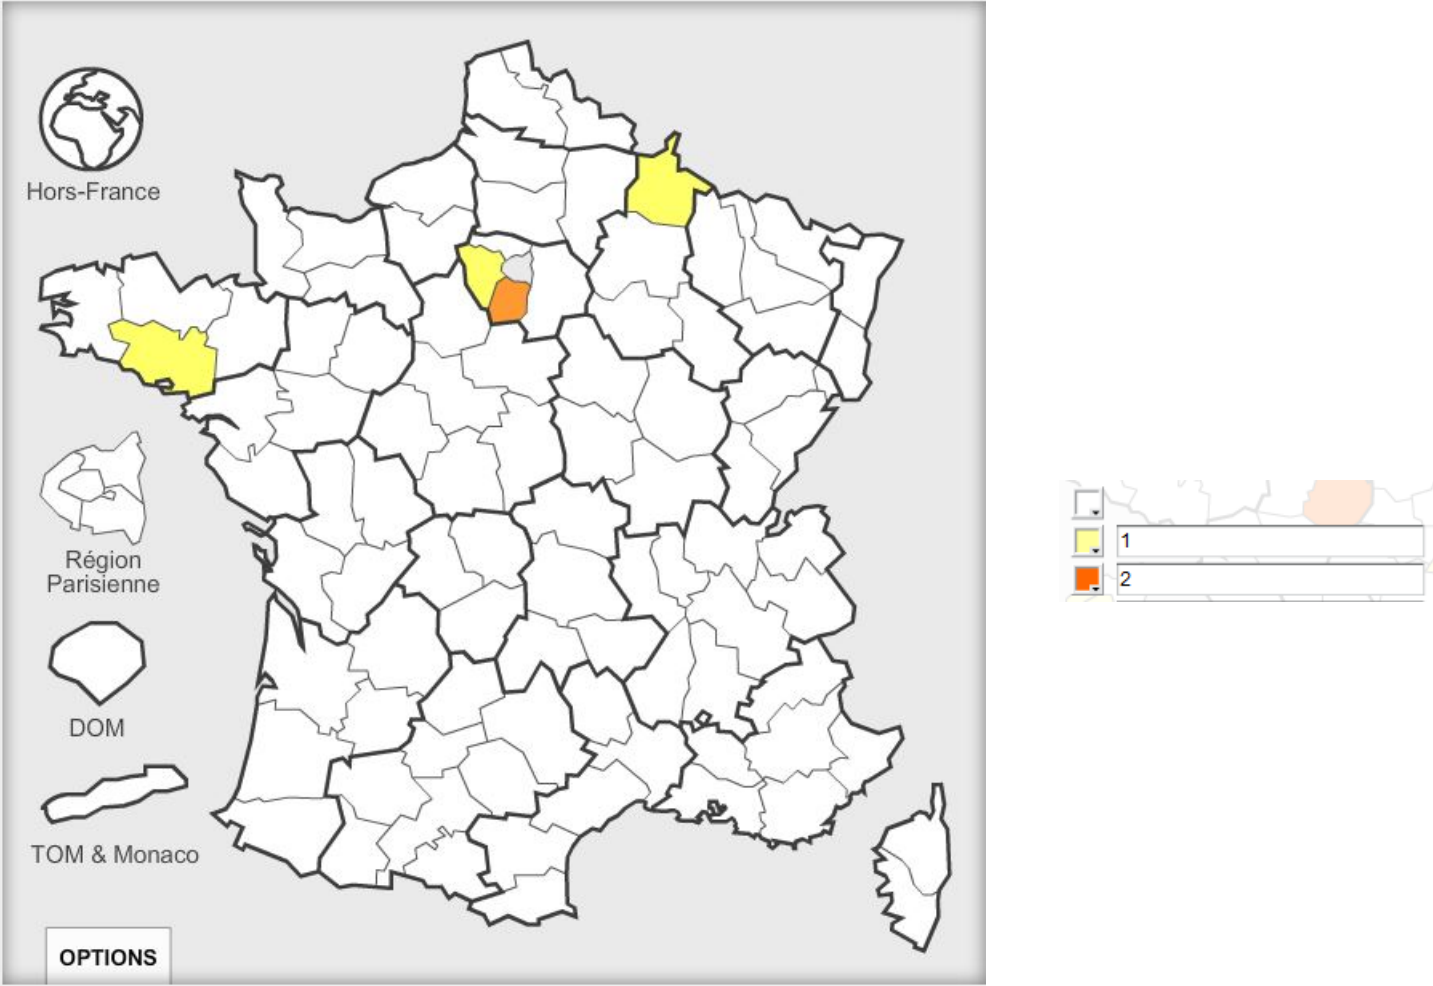 Hors-France
Région
Parisienne
DOM
TOM & Monaco
OPTIONS
1
2